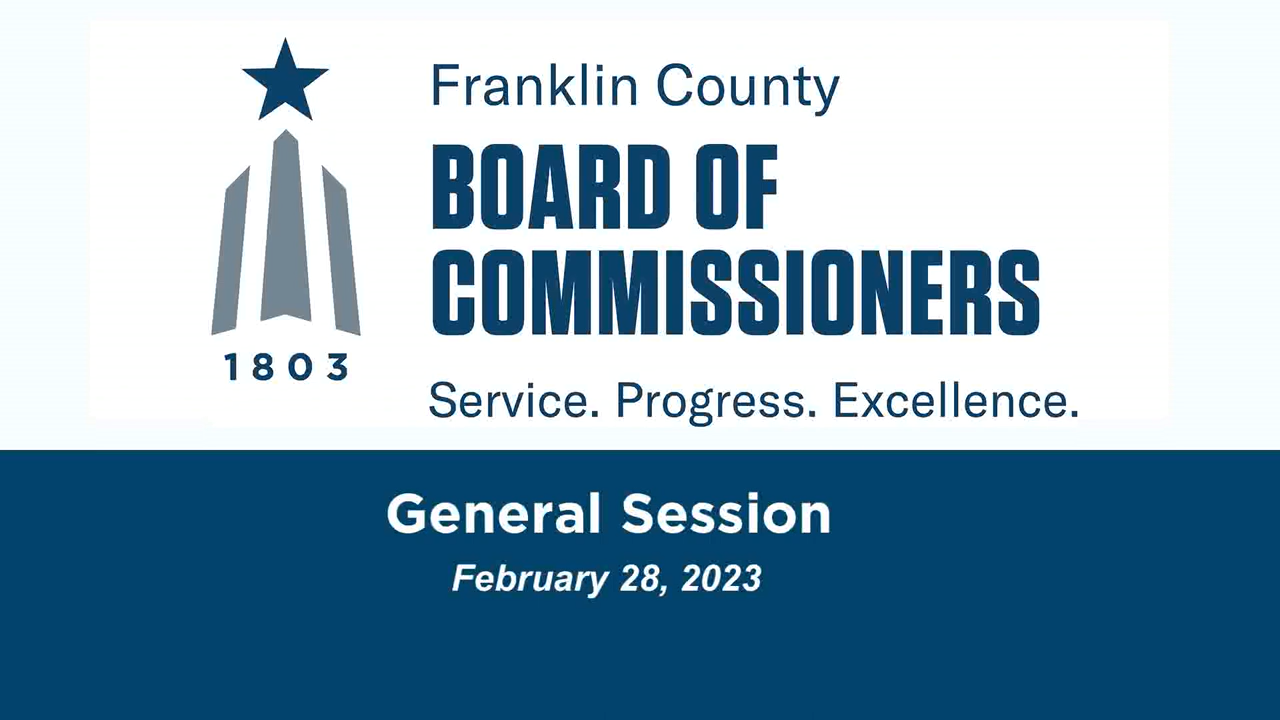 Franklin County
BOARD OF
COMMISSIONERS
1803
Service. Progress. Excellence.
General Session
February 28, 2023